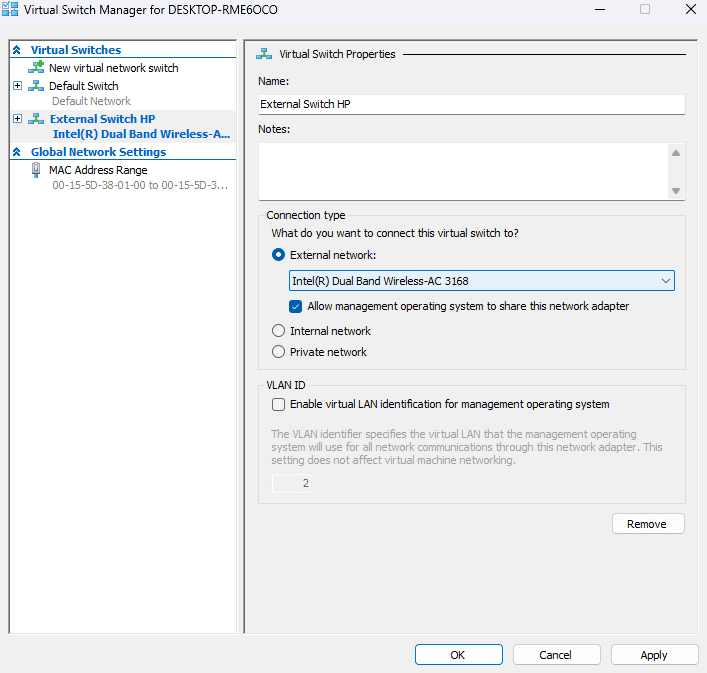 Virtual Switch Manager for DESKTOP-RME6OCO
Virtual Switches
New virtual network switch
Default Switch
Default Network
External Switch HP
Intel(R) Dual Band Wireless-A...
Global Network Settings
MAC Address Range
00-15-5D-38-01-00 to 00-15-5D-3...
Virtual Switch Properties
Name:
External Switch HP
Notes:
Connection type
What do you want to connect this virtual switch to?
External network:
Intel(R) Dual Band Wireless-AC 3168
Allow management operating system to share this network adapter
Internal network
Private network
VLAN ID
Enable virtual LAN identification for management operating system
The VLAN identifier specifies the virtual LAN that the management operating
system will use for all network communications through this network adapter. This
setting does not affect virtual machine networking.
2
Remove
OK
Cancel
Apply